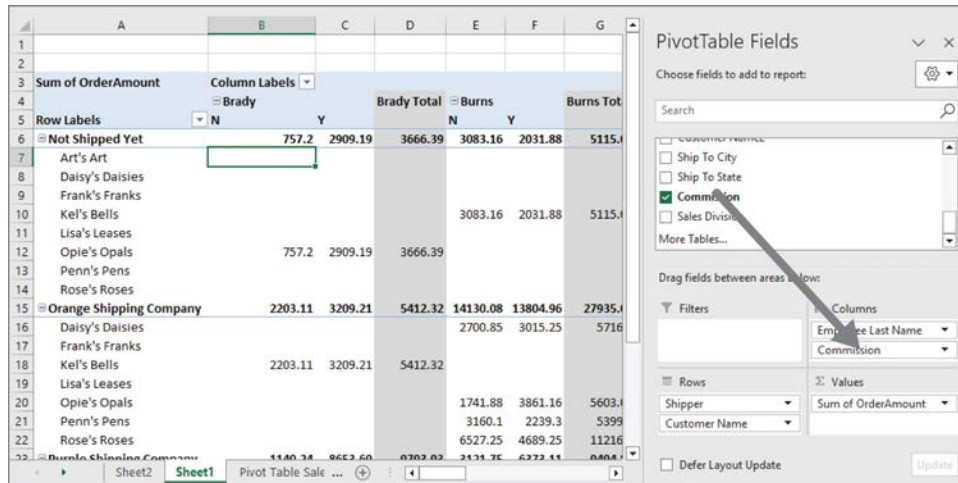 A B C D E F G
1
2
3 Sum of OrderAmount Column Labels
4 Brady Brady Total Burns Burns Tot
5 Row Labels N Y N Y
6 Not Shipped Yet 757.2 2909.19 3666.39 3083.16 2031.88 5115.
7 Art's Art
8 Daisy's Daisies
9 Frank's Franks
10 Kel's Bells 3083.16 2031.88 5115.
11 Lisa's Leases
12 Opie's Opals 757.2 2909.19 3666.39
13 Penn's Pens
14 Rose's Roses
15 Orange Shipping Company 2203.11 3209.21 5412.32 14130.08 13804.96 27935.
16 Daisy's Daisies 2700.85 3015.25 5716
17 Frank's Franks
18 Kel's Bells 2203.11 3209.21 5412.32
19 Lisa's Leases
20 Opie's Opals 1741.88 3861.16 5603.
21 Penn's Pens 3160.1 2239.3 5399
22 Rose's Roses 6527.25 4689.25 11216
Sheet2 Sheet1 Pivot Table Sale ...
PivotTable Fields
Choose fields to add to report:
Search
Ship To City
Ship To State
Commission
Sales Divisio
More Tables...
Drag fields between areas below:
Filters
Columns
Employee Last Name
Commission
Rows
Shipper
Customer Name
Σ Values
Sum of OrderAmount
Defer Layout Update
Update